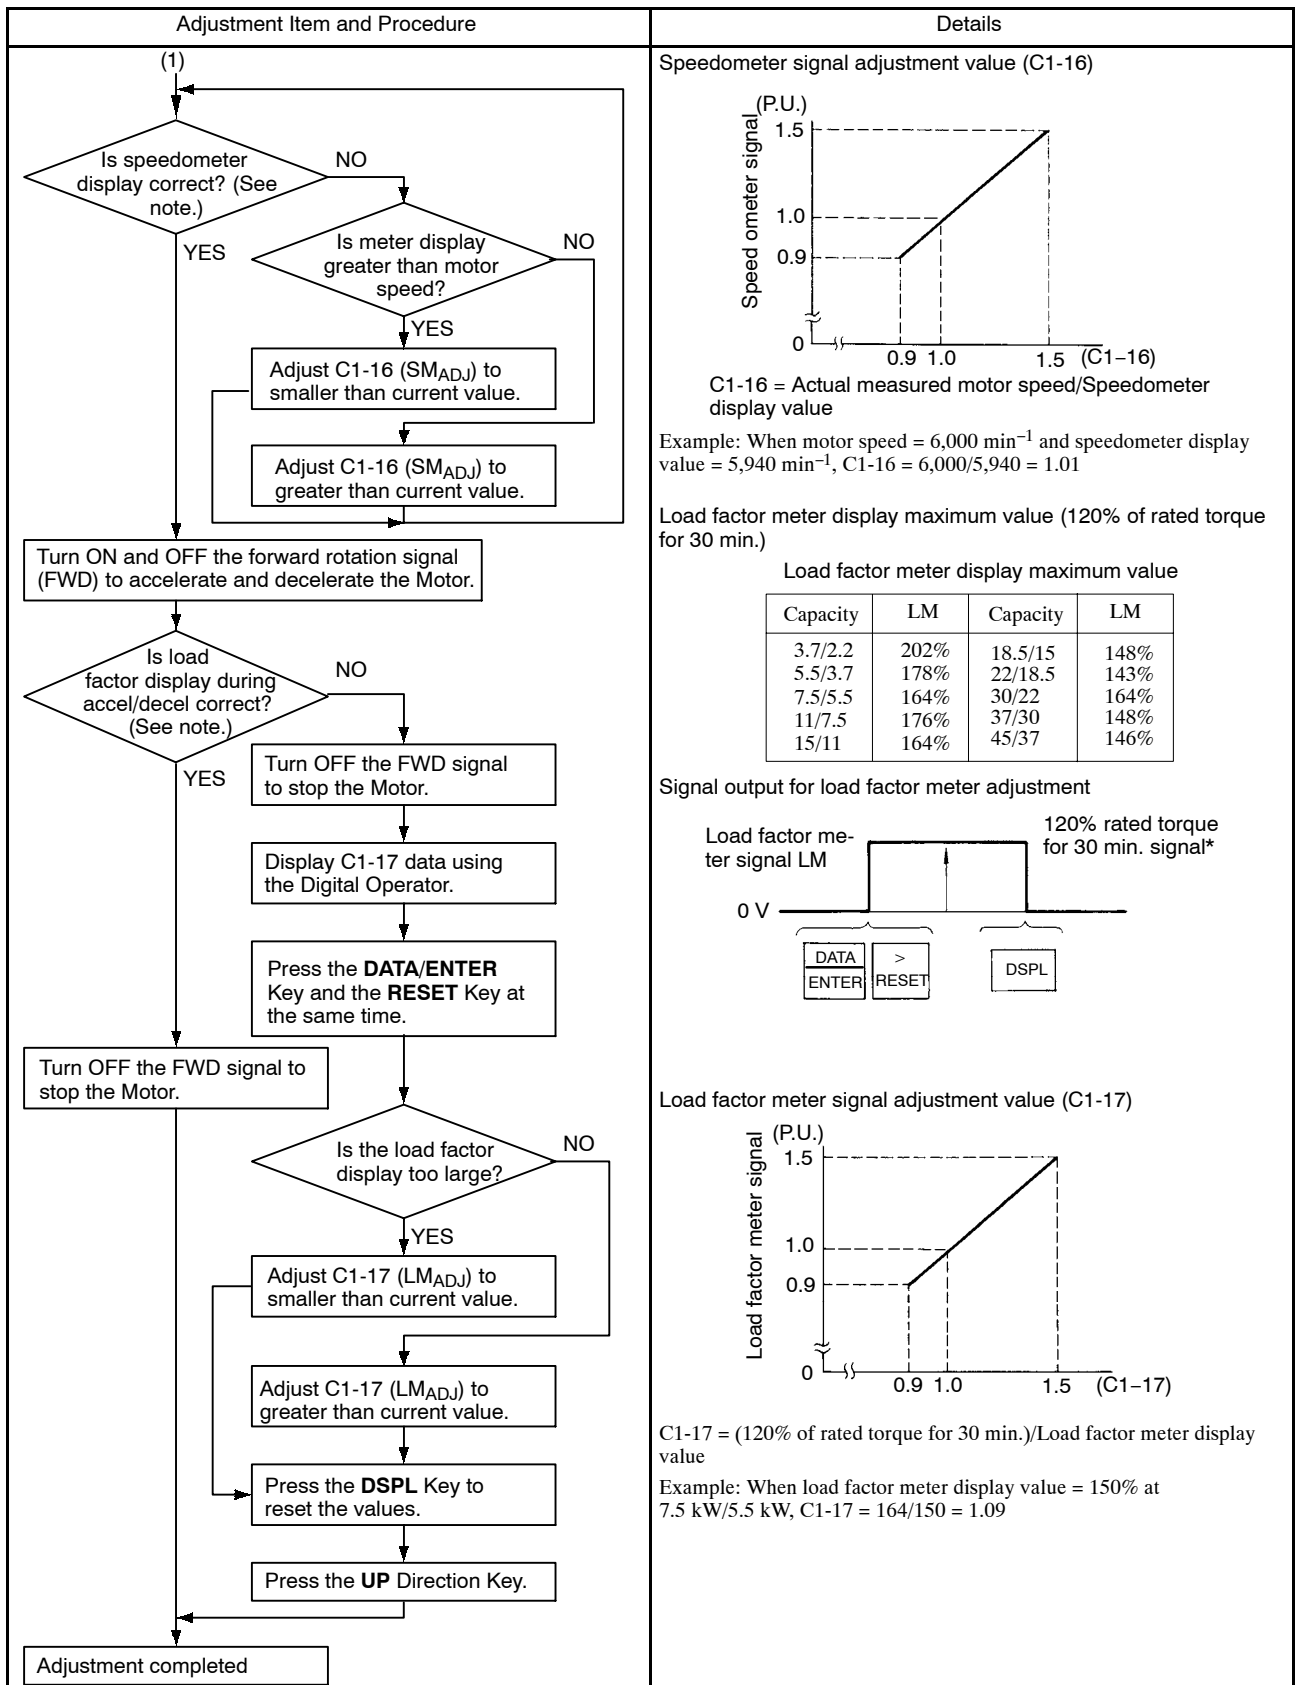 Adjustment Item and Procedure
Details
(1)
Is speedometer
display correct? (See
note.)
NO
YES
Is meter display
greater than motor
speed?
NO
YES
Adjust C1-16 (SMADJ) to
smaller than current value.
Adjust C1-16 (SMADJ) to
greater than current value.
Turn ON and OFF the forward rotation signal
(FWD) to accelerate and decelerate the Motor.
Is load
factor display during
accel/decel correct?
(See note.)
NO
YES
Turn OFF the FWD signal
to stop the Motor.
Display C1-17 data using
the Digital Operator.
Press the DATA/ENTER
Key and the RESET Key at
the same time.
Turn OFF the FWD signal to
stop the Motor.
Is the load factor
display too large?
NO
YES
Adjust C1-17 (LMADJ) to
smaller than current value.
Adjust C1-17 (LMADJ) to
greater than current value.
Press the DSPL Key to
reset the values.
Press the UP Direction Key.
Adjustment completed
Speedometer signal adjustment value (C1-16)
(P.U.)
Speed ometer signal
1.5
1.0
0.9
0
0.9 1.0 1.5 (C1–16)
C1-16 = Actual measured motor speed/Speedometer
display value
Example: When motor speed = 6,000 min–1 and speedometer display
value = 5,940 min–1, C1-16 = 6,000/5,940 = 1.01
Load factor meter display maximum value (120% of rated torque
for 30 min.)
Load factor meter display maximum value
Capacity LM Capacity LM
3.7/2.2 202% 18.5/15 148%
5.5/3.7 178% 22/18.5 143%
7.5/5.5 164% 30/22 164%
11/7.5 176% 37/30 148%
15/11 164% 45/37 146%
Signal output for load factor meter adjustment
Load factor me-
ter signal LM
120% rated torque
for 30 min. signal*
0 V
DATA
ENTER
>
RESET
DSPL
Load factor meter signal adjustment value (C1-17)
(P.U.)
Load factor meter signal
1.5
1.0
0.9
0
0.9 1.0 1.5 (C1–17)
C1-17 = (120% of rated torque for 30 min.)/Load factor meter display
value
Example: When load factor meter display value = 150% at
7.5 kW/5.5 kW, C1-17 = 164/150 = 1.09